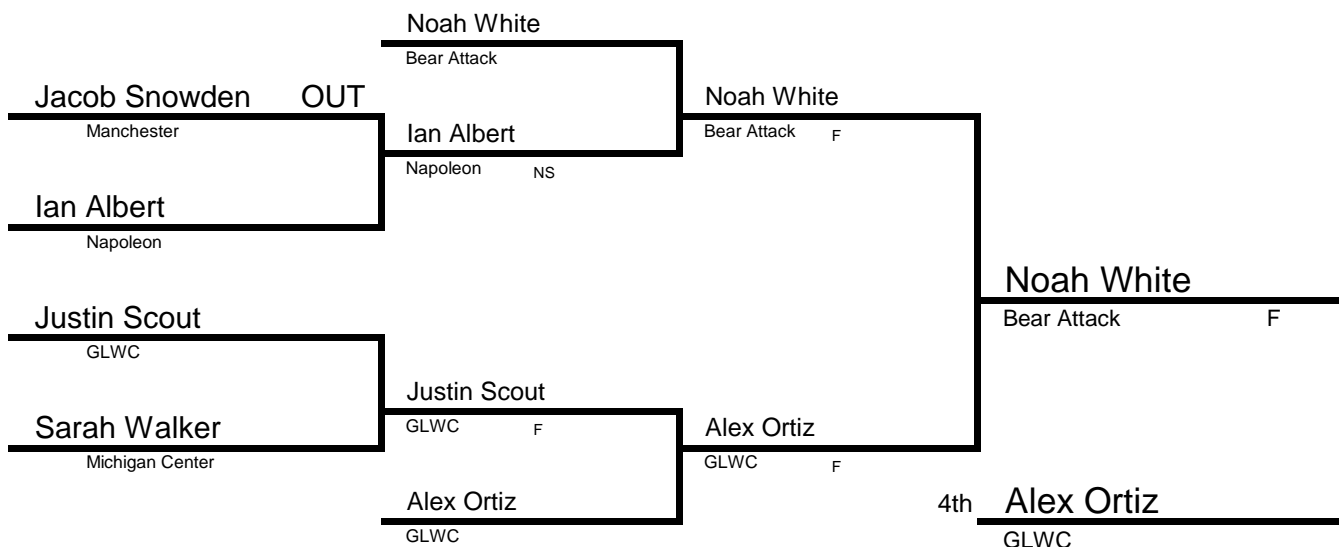 Noah White
Bear Attack
Jacob Snowden OUT
Manchester
Noah White
Bear Attack F
Ian Albert
Napoleon NS
Ian Albert
Napoleon
Noah White
Bear Attack F
Justin Scout
GLWC
Justin Scout
GLWC F
Sarah Walker
Michigan Center
Alex Ortiz
GLWC F
Alex Ortiz
GLWC
4th Alex Ortiz
GLWC